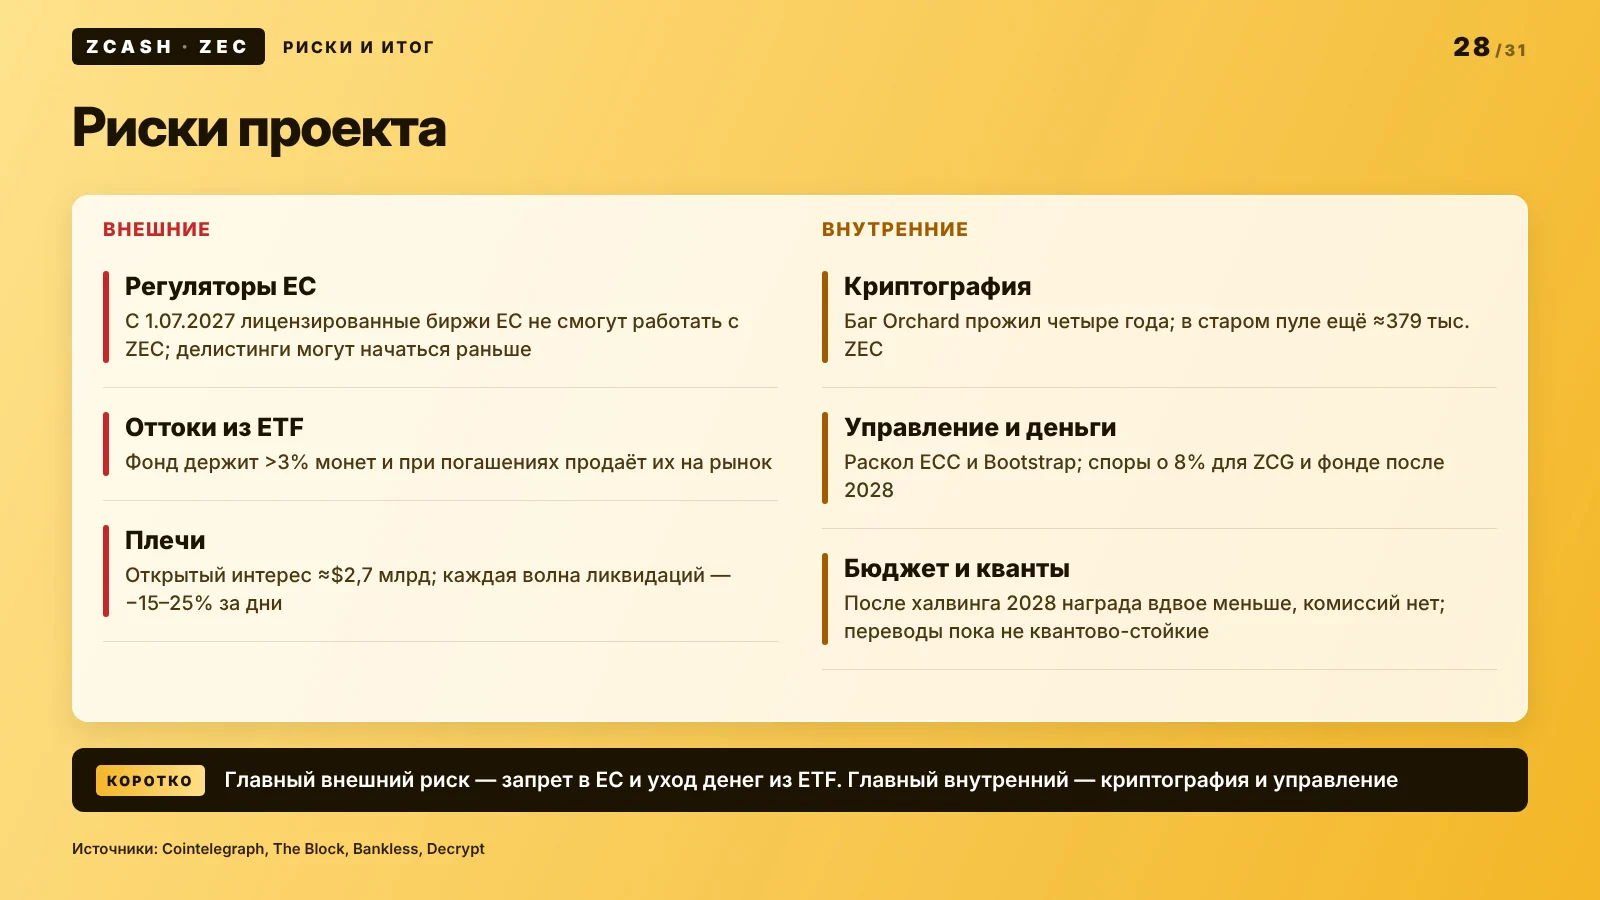 ZCASH · ZEC
РИСКИ И ИТОГ
28/31
Риски проекта
ВНЕШНИЕ
Регуляторы ЕС
С 1.07.2027 лицензированные биржи ЕС не смогут работать с
ZEC; делистинги могут начаться раньше
Оттоки из ETF
Фонд держит >3% монет и при погашениях продаёт их на рынок
Плечи
Открытый интерес ≈$2,7 млрд; каждая волна ликвидаций —
−15–25% за дни
ВНУТРЕННИЕ
Криптография
Баг Orchard прожил четыре года; в старом пуле ещё ≈379 тыс.
ZEC
Управление и деньги
Раскол ECC и Bootstrap; споры о 8% для ZCG и фонде после
2028
Бюджет и кванты
После халвинга 2028 награда вдвое меньше, комиссий нет;
переводы пока не квантово-стойкие
КОРОТКО
Главный внешний риск — запрет в ЕС и уход денег из ETF. Главный внутренний — криптография и управление
Источники: Cointelegraph, The Block, Bankless, Decrypt